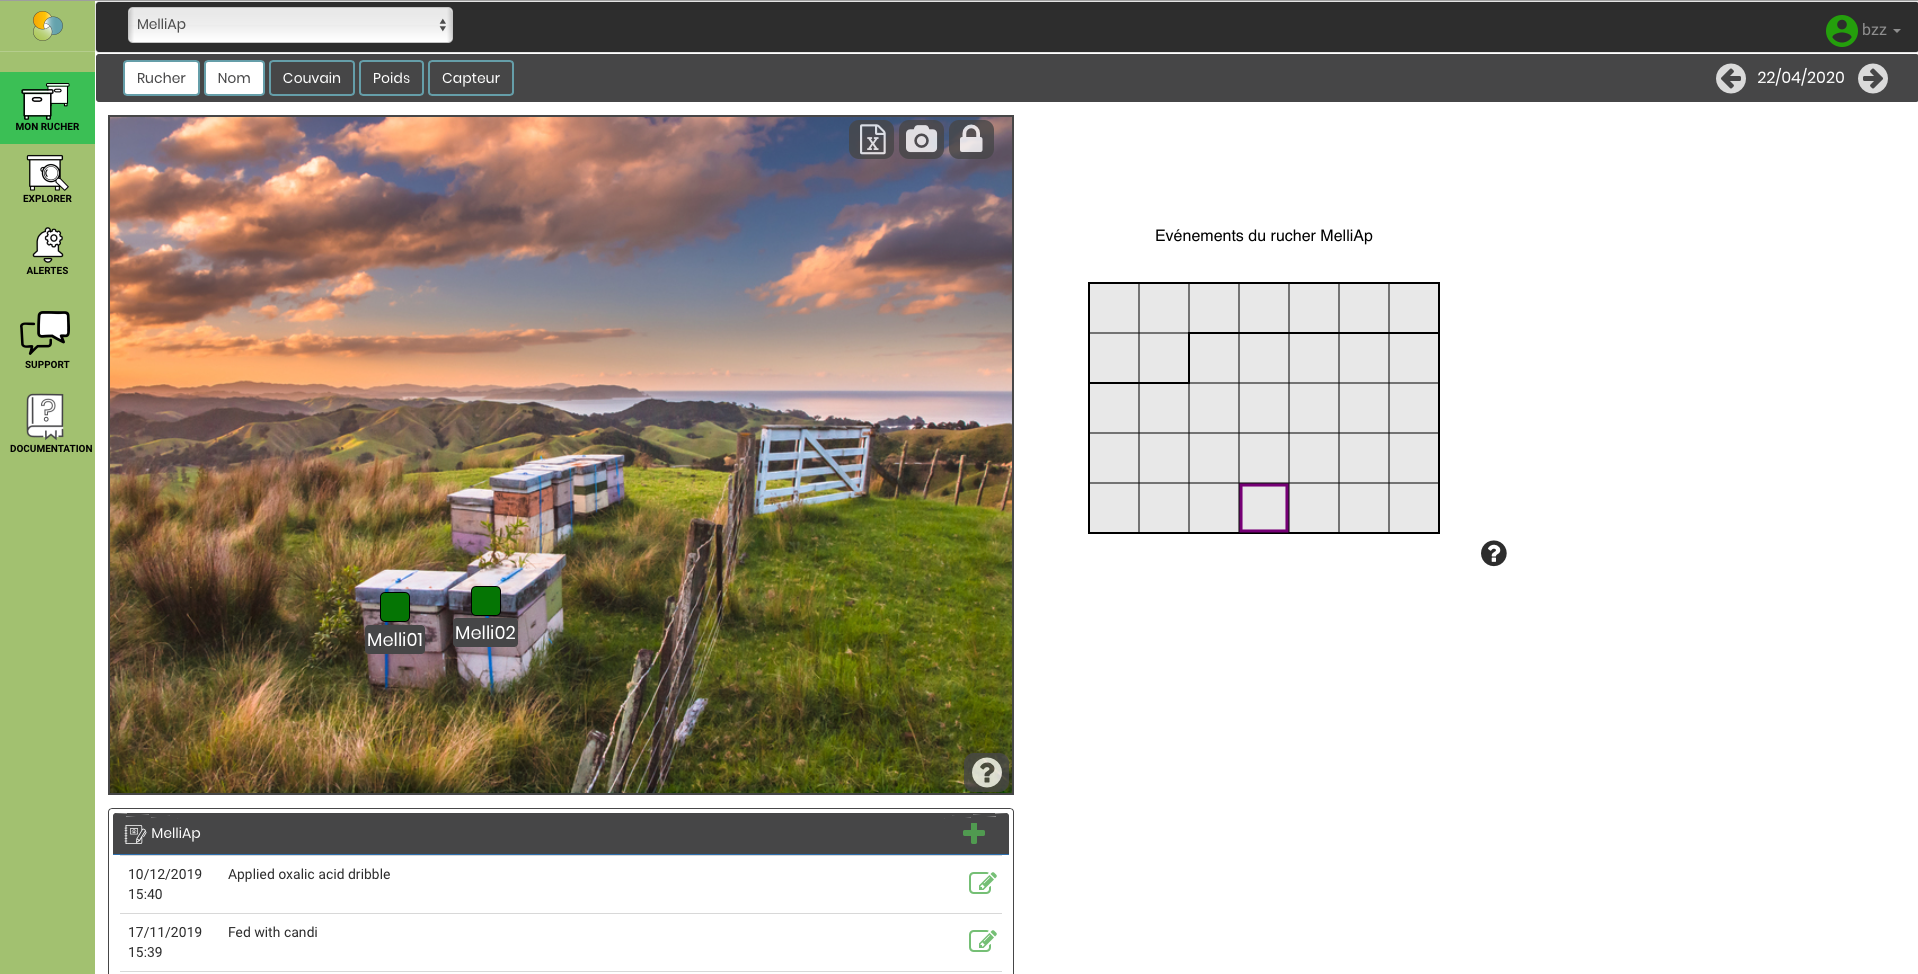 MelliAp
bzz
Rucher
Nom
Couvain
Poids
Capteur
22/04/2020
MON RUCHER
EXPLORER
ALERTES
SUPPORT
DOCUMENTATION
Melli01
Melli02
Evénements du rucher MelliAp
MelliAp
10/12/2019
15:40
Applied oxalic acid dribble
17/11/2019
15:39
Fed with candi